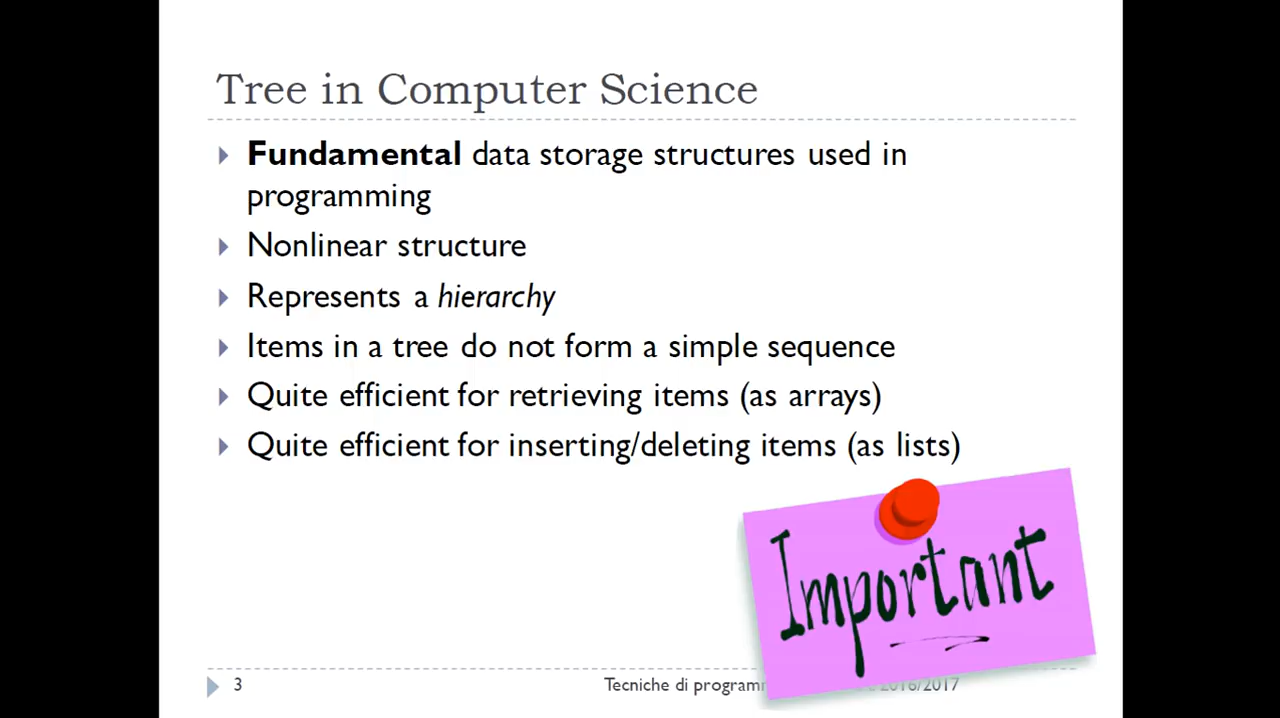 Tree in Computer Science
Fundamental data storage structures used in
programming
Nonlinear structure
Represents a hierarchy
Items in a tree do not form a simple sequence
Quite efficient for retrieving items (as arrays)
Quite efficient for inserting/deleting items (as lists)
Important
3
Tecniche di 2016/2017